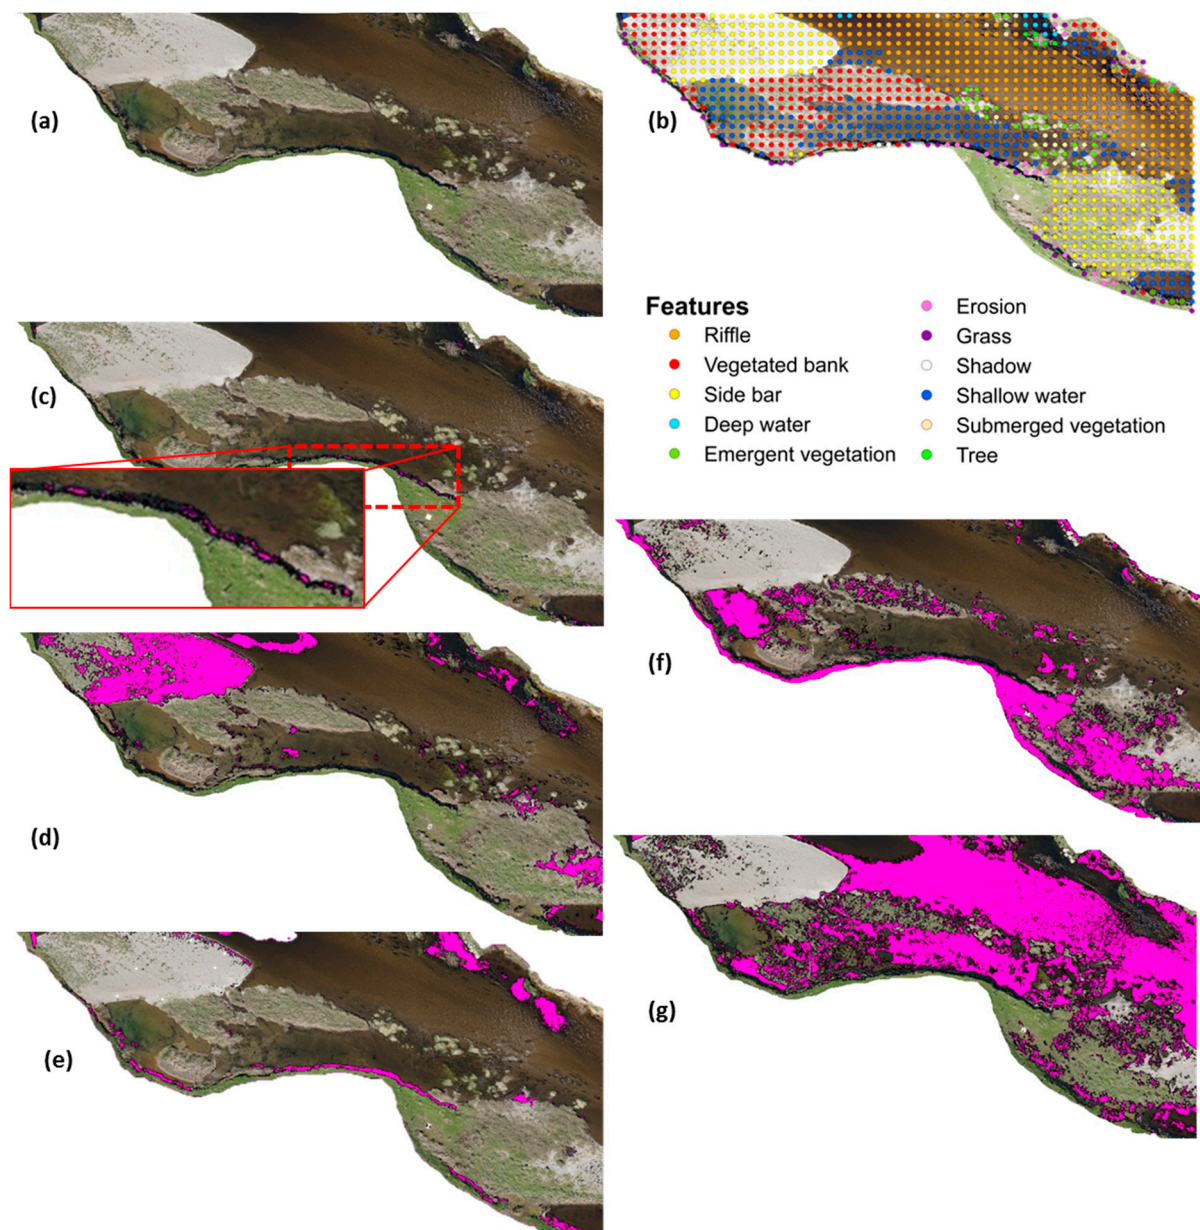 (a)
(b)
Features
Riffle
Vegetated bank
Side bar
Deep water
Emergent vegetation
Erosion
Grass
Shadow
Shallow water
Submerged vegetation
Tree
(c)
(d)
(e)
(f)
(g)